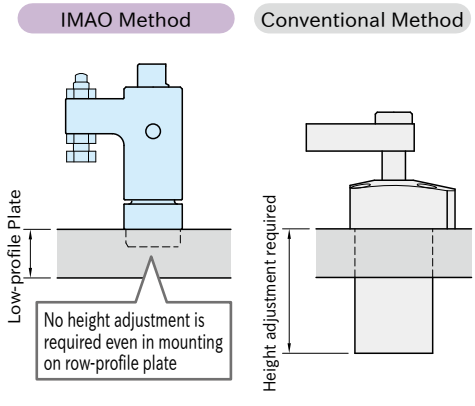 IMAO Method
Conventional Method
Low-profile Plate
No height adjustment is
required even in mounting
on row-profile plate
Height adjustment required